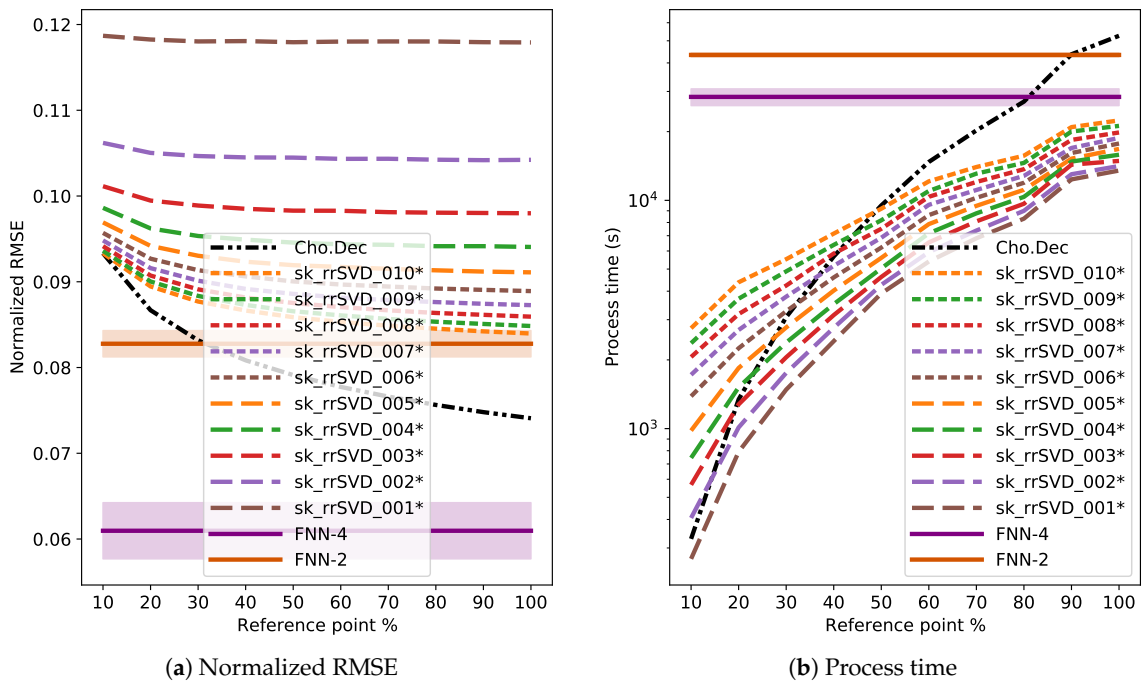 0.12
0.11
0.10
0.09
0.08
0.07
0.06
Normalized RMSE
10 20 30 40 50 60 70 80 90 100
Reference point %
Cho.Dec
sk_rrSVD_010*
sk_rrSVD_009*
sk_rrSVD_008*
sk_rrSVD_007*
sk_rrSVD_006*
sk_rrSVD_005*
sk_rrSVD_004*
sk_rrSVD_003*
sk_rrSVD_002*
sk_rrSVD_001*
FNN-4
FNN-2
(a) Normalized RMSE
10⁴
10³
Process time (s)
10 20 30 40 50 60 70 80 90 100
Reference point %
Cho.Dec
sk_rrSVD_010*
sk_rrSVD_009*
sk_rrSVD_008*
sk_rrSVD_007*
sk_rrSVD_006*
sk_rrSVD_005*
sk_rrSVD_004*
sk_rrSVD_003*
sk_rrSVD_002*
sk_rrSVD_001*
FNN-4
FNN-2
(b) Process time